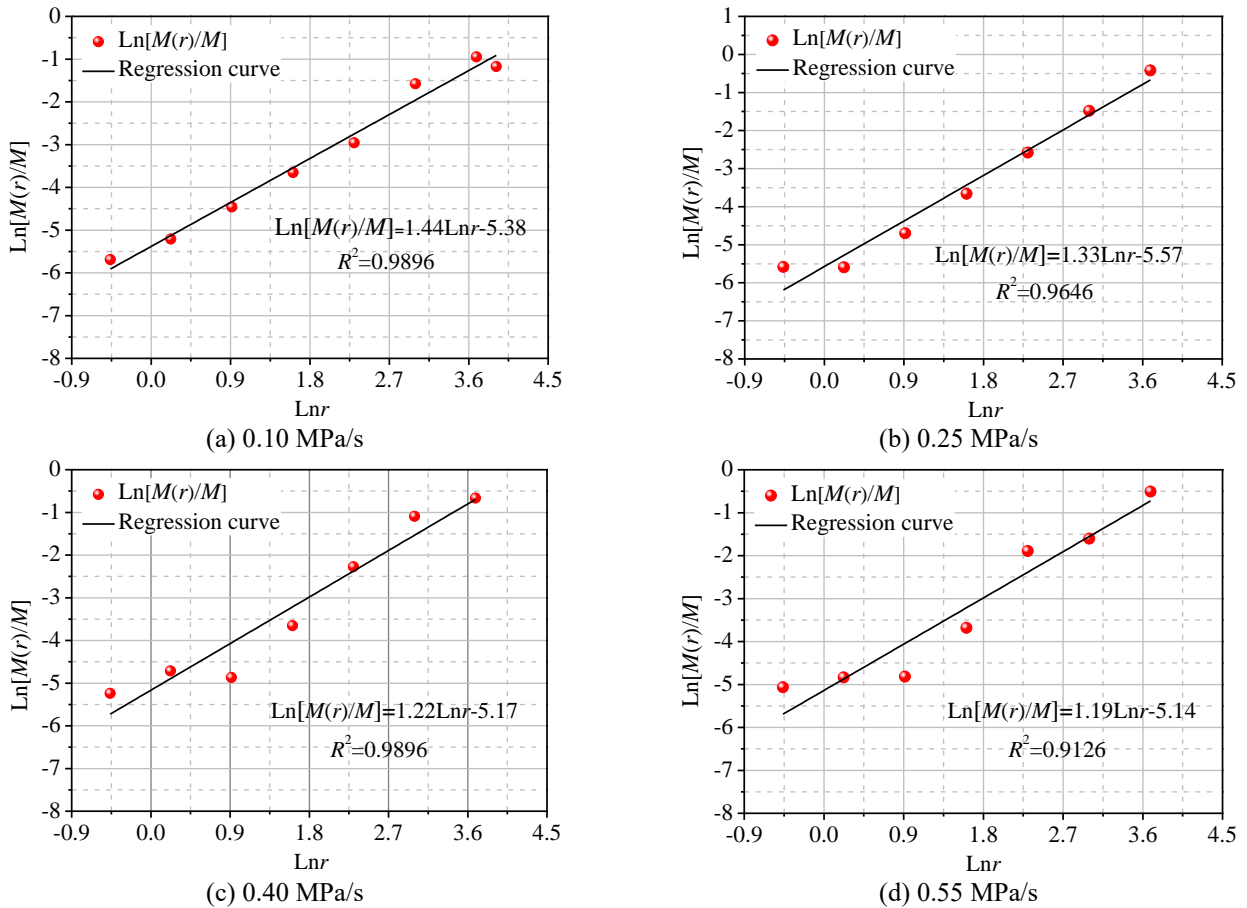 0
-1
-2
-3
-4
-5
-6
-7
-8
Ln[M(r)/M]
Ln[M(r)/M]
Regression curve
Ln[M(r)/M]=1.44Lnr-5.38
R²=0.9896
-0.9 0.0 0.9 1.8 2.7 3.6 4.5
Lnr
(a) 0.10 MPa/s
1
0
-1
-2
-3
-4
-5
-6
-7
-8
Ln[M(r)/M]
Ln[M(r)/M]
Regression curve
Ln[M(r)/M]=1.33Lnr-5.57
R²=0.9646
-0.9 0.0 0.9 1.8 2.7 3.6 4.5
Lnr
(b) 0.25 MPa/s
0
-1
-2
-3
-4
-5
-6
-7
-8
Ln[M(r)/M]
Ln[M(r)/M]
Regression curve
Ln[M(r)/M]=1.22Lnr-5.17
R²=0.9896
-0.9 0.0 0.9 1.8 2.7 3.6 4.5
Lnr
(c) 0.40 MPa/s
0
-1
-2
-3
-4
-5
-6
-7
-8
Ln[M(r)/M]
Ln[M(r)/M]
Regression curve
Ln[M(r)/M]=1.19Lnr-5.14
R²=0.9126
-0.9 0.0 0.9 1.8 2.7 3.6 4.5
Lnr
(d) 0.55 MPa/s